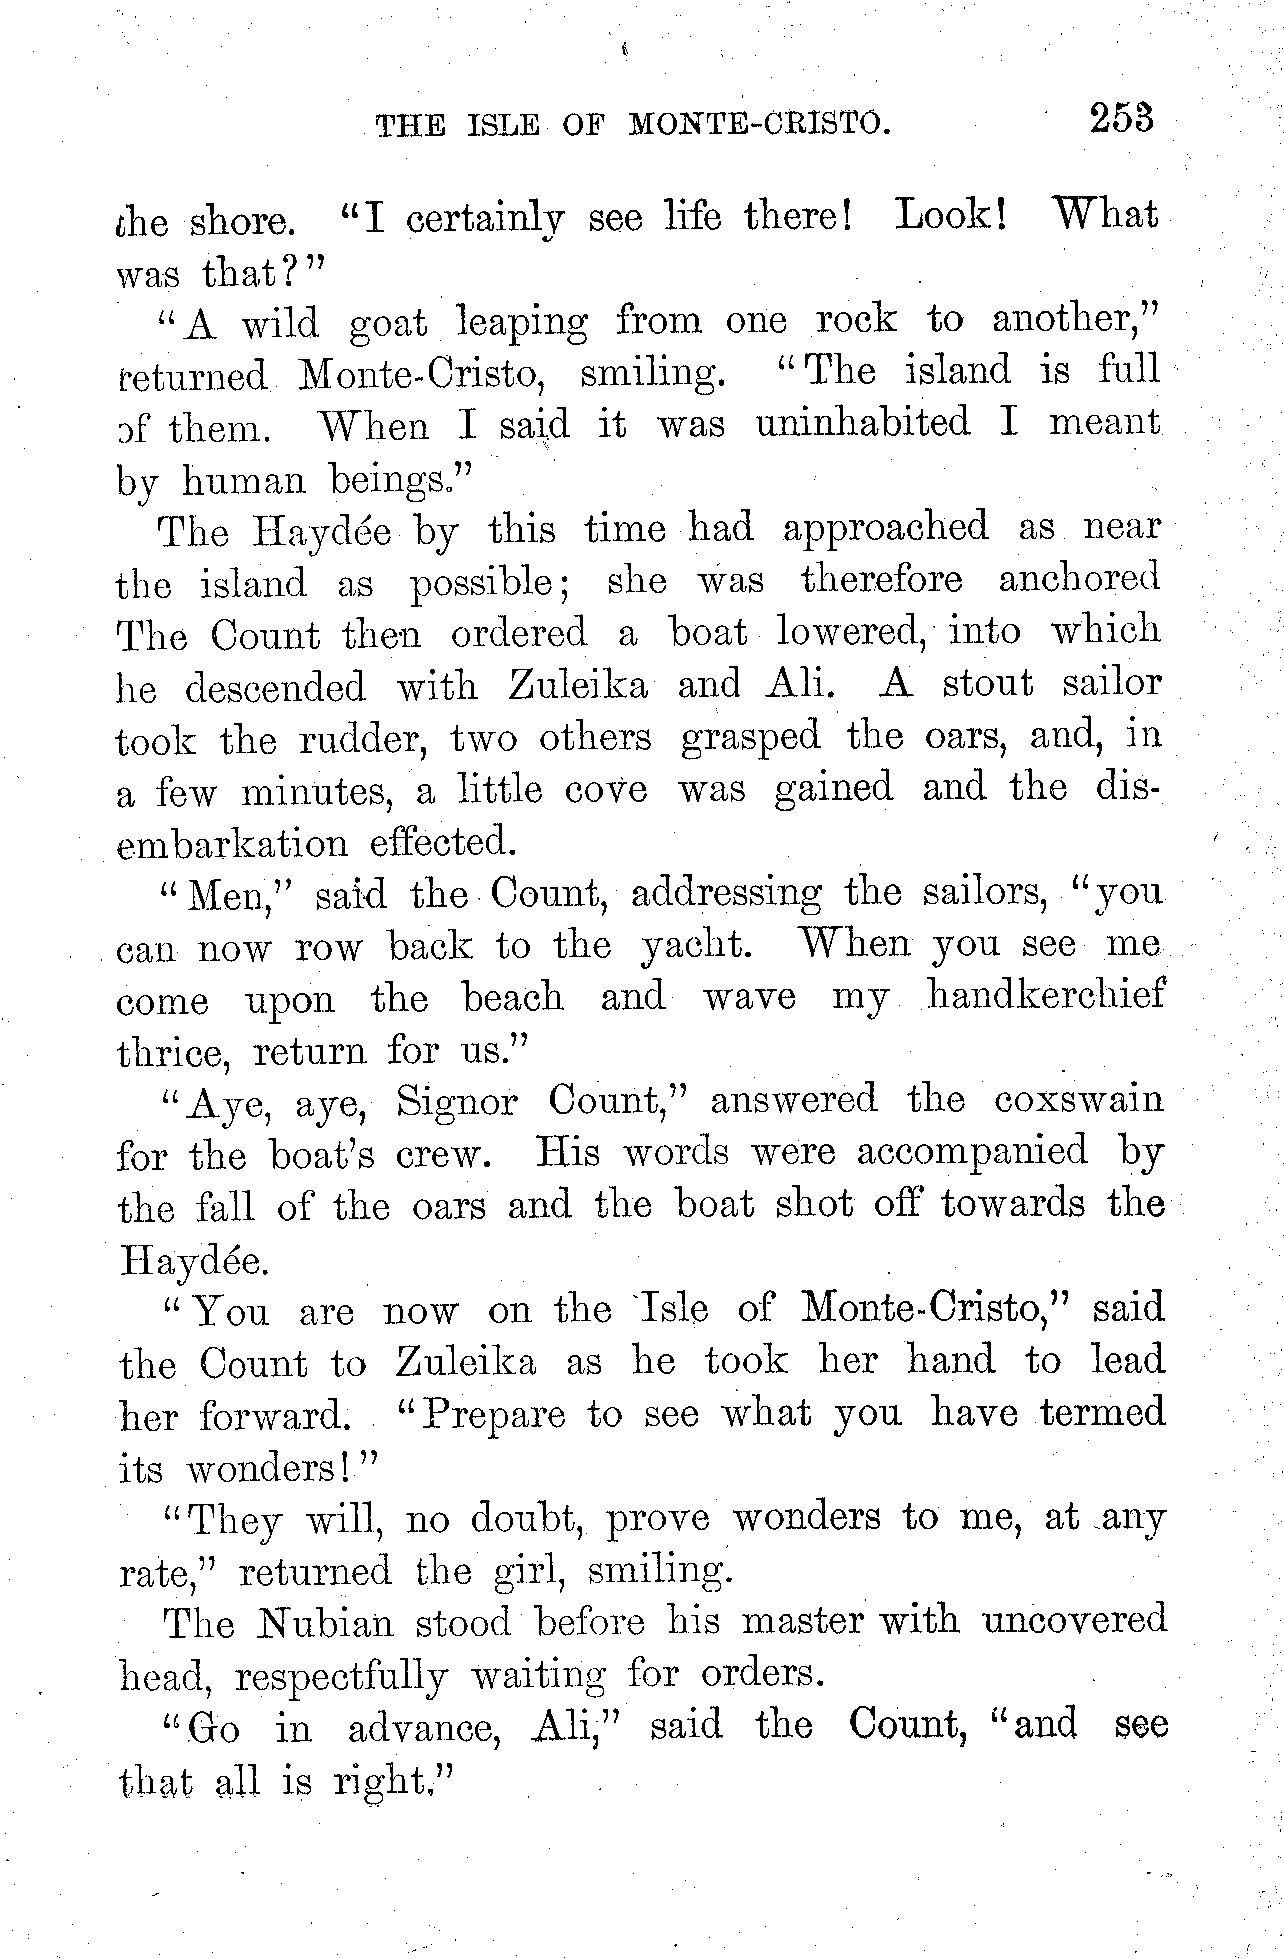 THE ISLE OF MONTE-CRISTO. 253
the shore. "I certainly see life there! Look! What
was that?"
"A wild goat leaping from one rock to another,"
returned Monte-Cristo, smiling. "The island is full
of them. When I said it was uninhabited I meant
by human beings."
The Haydée by this time had approached as near
the island as possible; she was therefore anchored
The Count then ordered a boat lowered, into which
he descended with Zuleika and Ali. A stout sailor
took the rudder, two others grasped the oars, and, in
a few minutes, a little cove was gained and the dis-
embarkation effected.
"Men," said the Count, addressing the sailors, "you
can now row back to the yacht. When you see me
come upon the beach and wave my handkerchief
thrice, return for us."
"Aye, aye, Signor Count," answered the coxswain
for the boat's crew. His words were accompanied by
the fall of the oars and the boat shot off towards the
Haydée.
"You are now on the Isle of Monte-Cristo," said
the Count to Zuleika as he took her hand to lead
her forward. "Prepare to see what you have termed
its wonders!"
"They will, no doubt, prove wonders to me, at any
rate," returned the girl, smiling.
The Nubian stood before his master with uncovered
head, respectfully waiting for orders.
"Go in advance, Ali," said the Count, "and see
that all is right."